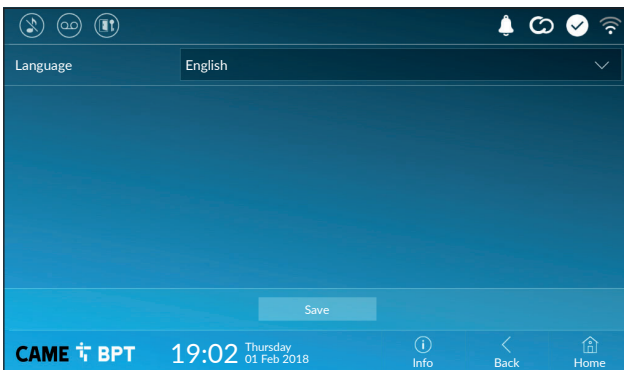 Language English
Save
CAME BPT 19:02 Thursday
01 Feb 2018
Info Back Home